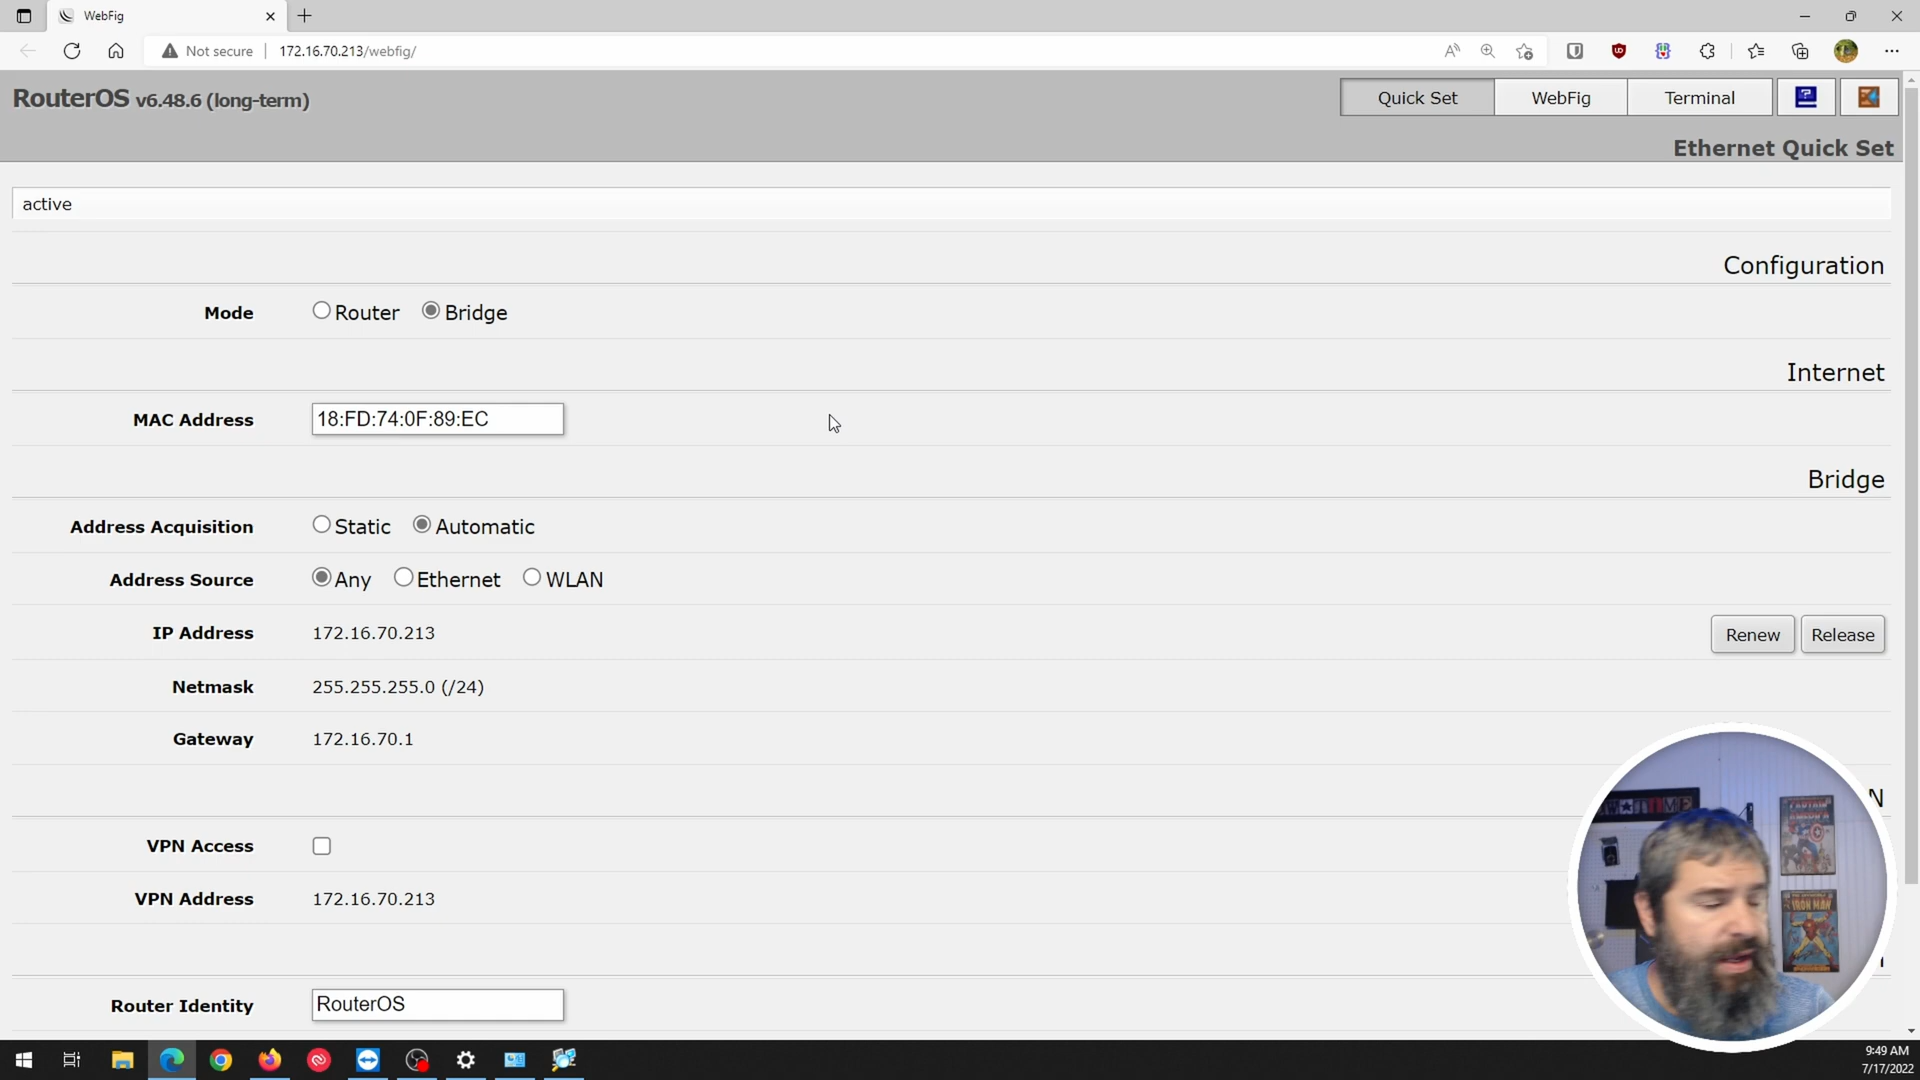 WebFig
Not secure 172.16.70.213/webfig/
RouterOS v6.48.6 (long-term)
Quick Set
WebFig
Terminal
Ethernet Quick Set
active
Configuration
Mode Router Bridge
Internet
MAC Address 18:FD:74:0F:89:EC
Bridge
Address Acquisition Static Automatic
Address Source Any Ethernet WLAN
IP Address 172.16.70.213 Renew Release
Netmask 255.255.255.0 (/24)
Gateway 172.16.70.1
N
VPN Access
VPN Address 172.16.70.213
Router Identity RouterOS
CAPTAIN AMERICA
IRON MAN
9:49 AM
7/17/2022